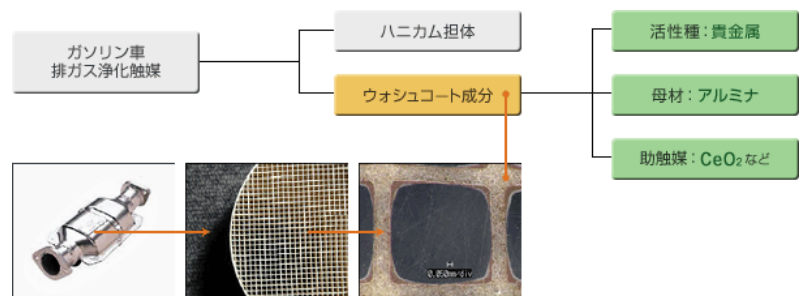 ガソリン車
排ガス浄化触媒
ハニカム担体
ウォシュコート成分
活性種：貴金属
母材：アルミナ
助触媒：CeO₂など
0.050mm/div